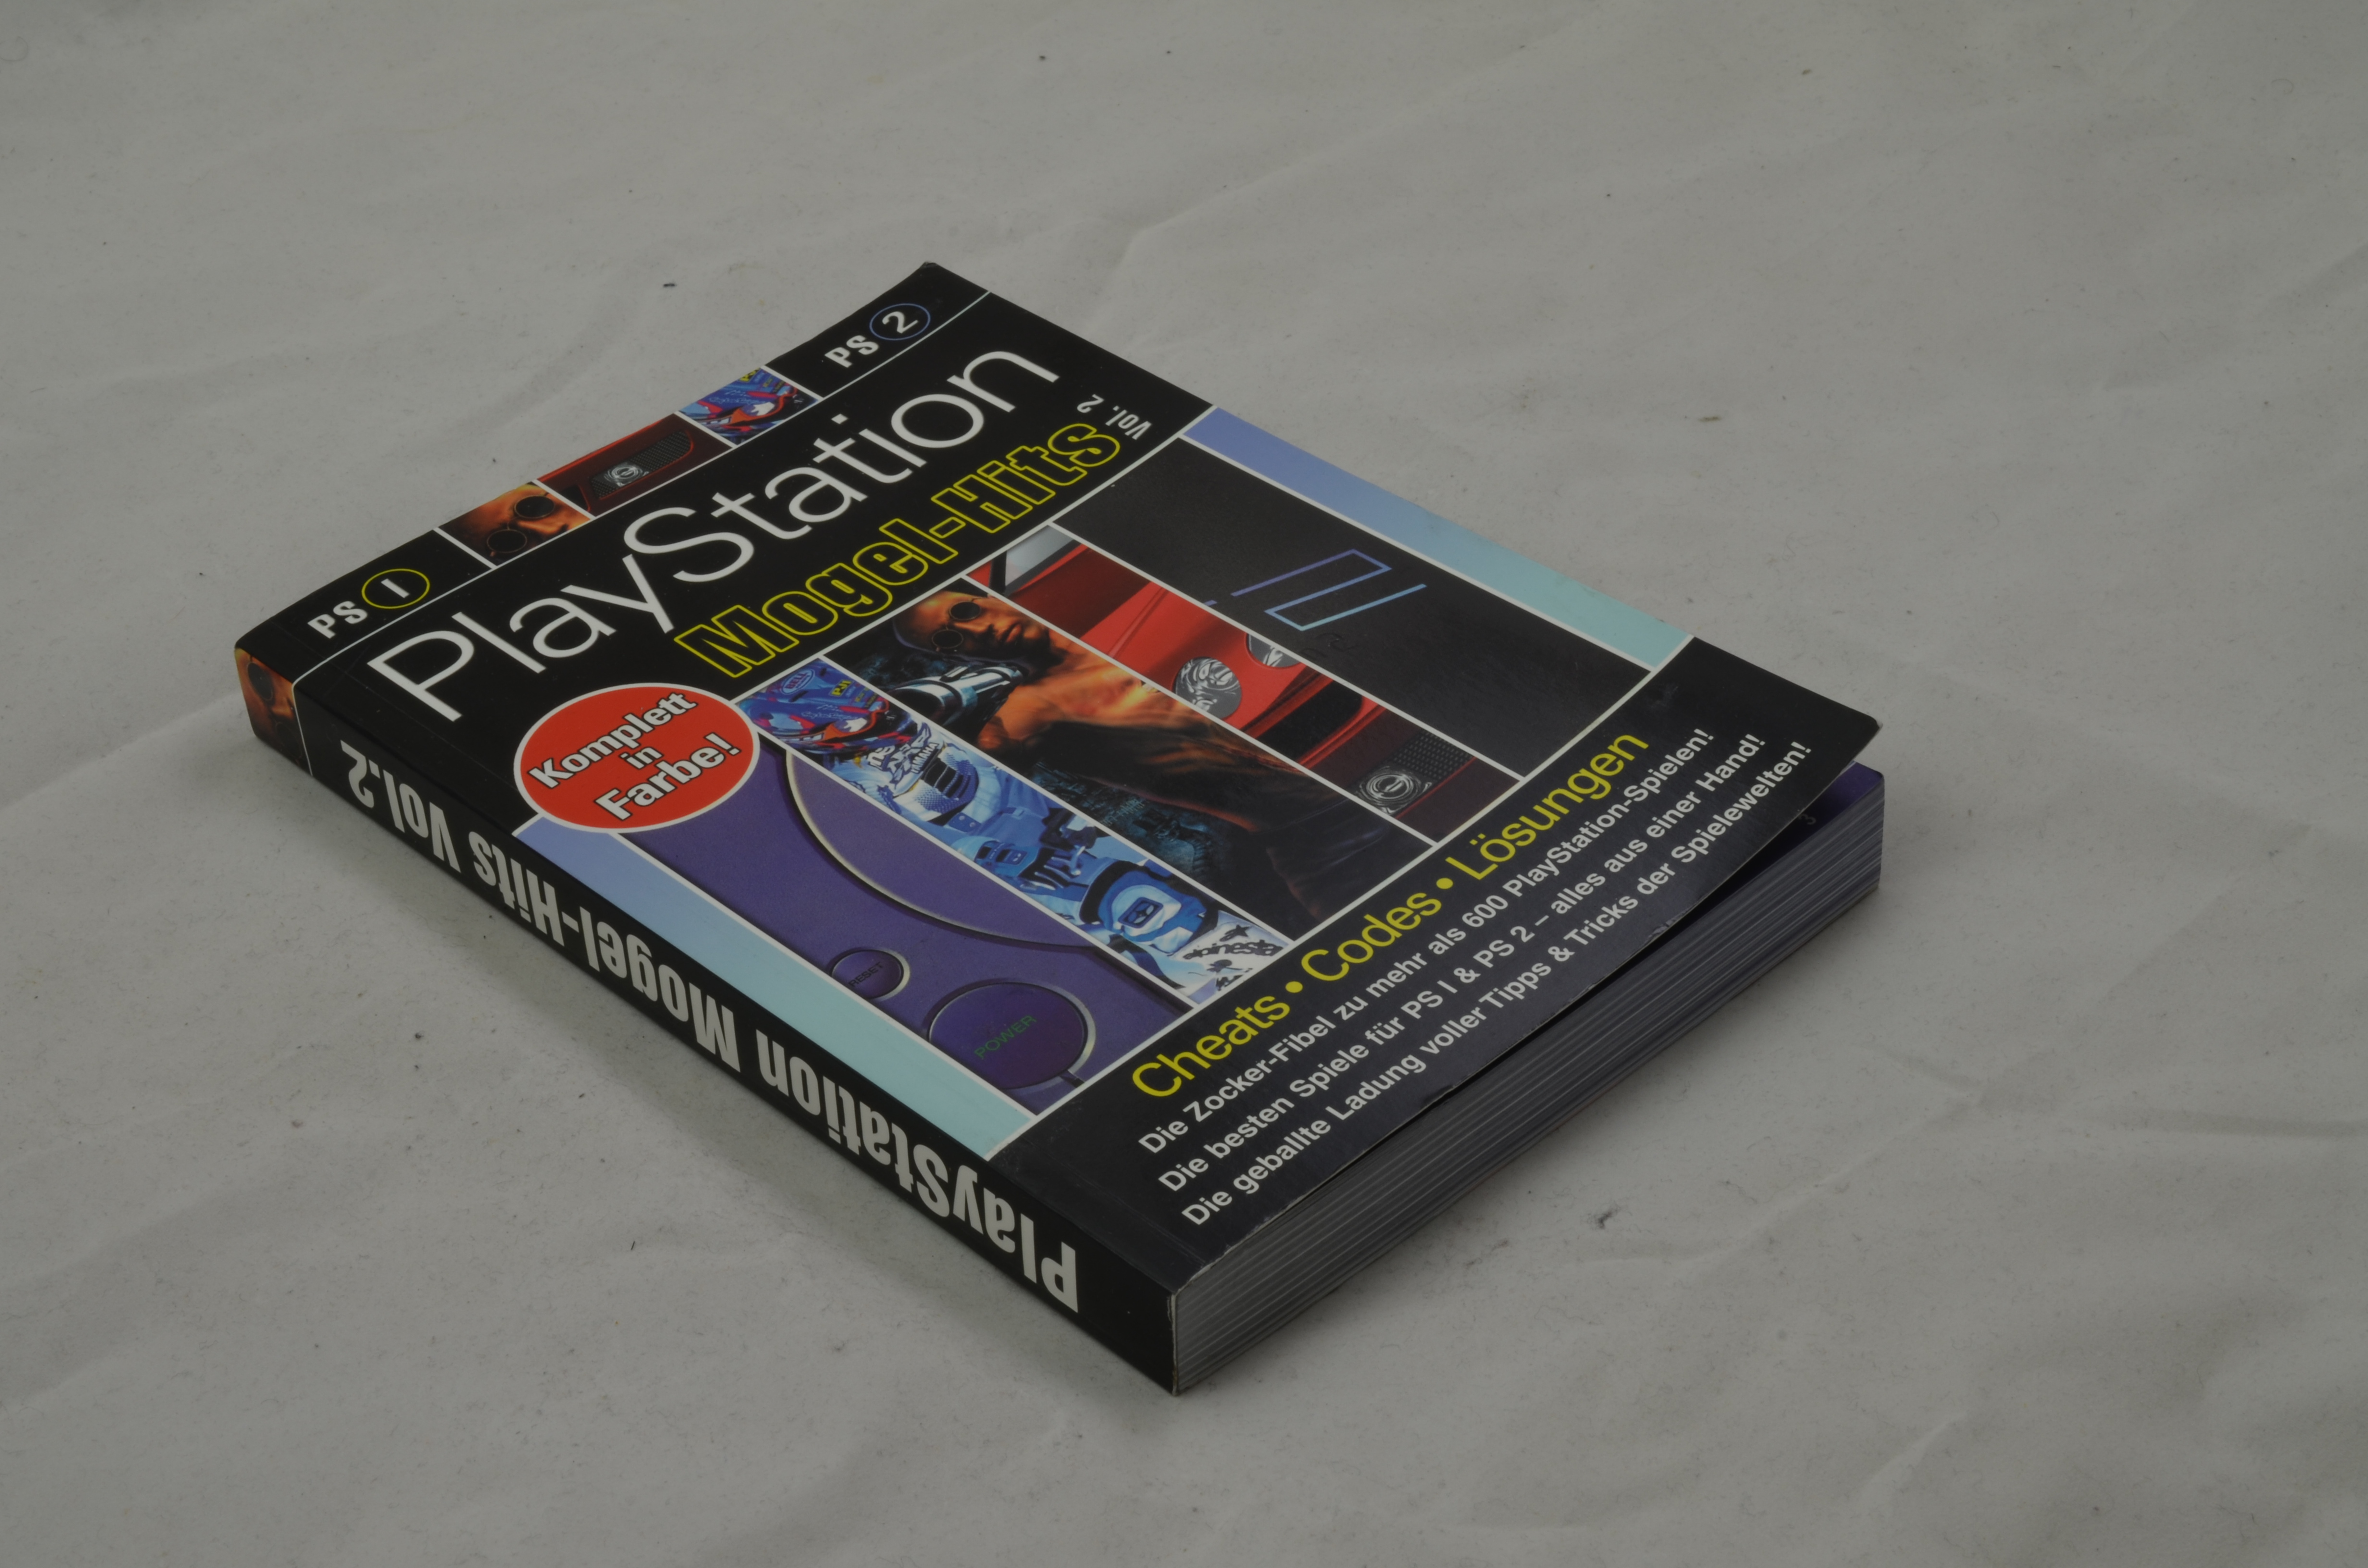 PS 1
PS 2
PlayStation
Mogel-Hits
Vol. 2
Komplett
in
Farbe!
RESET
POWER
Cheats • Codes • Lösungen
Die Zocker-Fibel zu mehr als 600 PlayStation-Spielen!
Die besten Spiele für PS I & PS 2 – alles aus einer Hand!
Die geballte Ladung voller Tipps & Tricks der Spielewelten!
PlayStation Mogel-Hits Vol.2